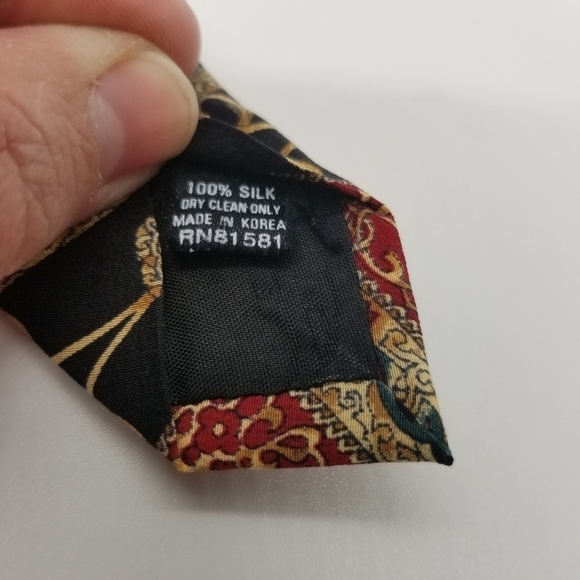 100% SILK
DRY CLEAN ONLY
MADE IN KOREA
RN81581